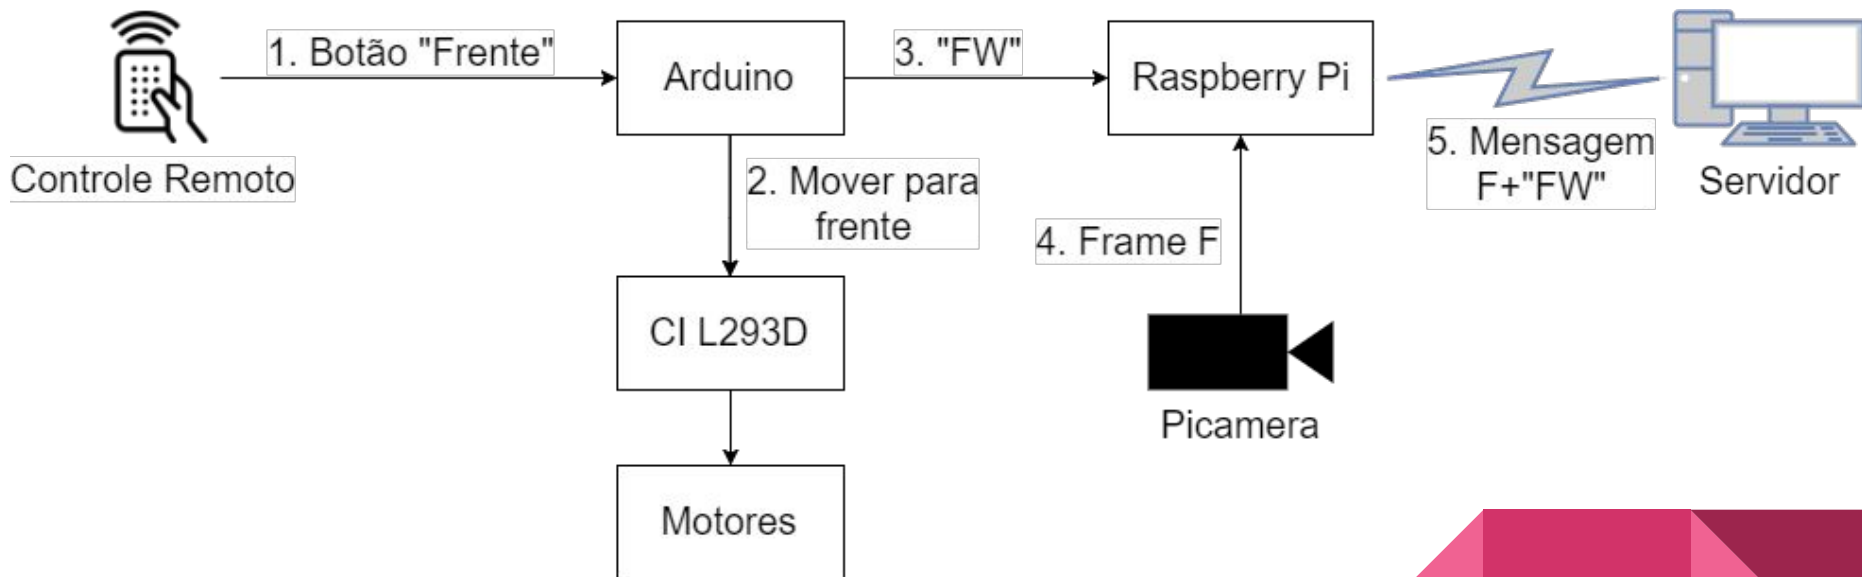 1. Botão "Frente"
Arduino
3. "FW"
Raspberry Pi
Controle Remoto
2. Mover para
frente
5. Mensagem
F+"FW"
Servidor
4. Frame F
CI L293D
Picamera
Motores